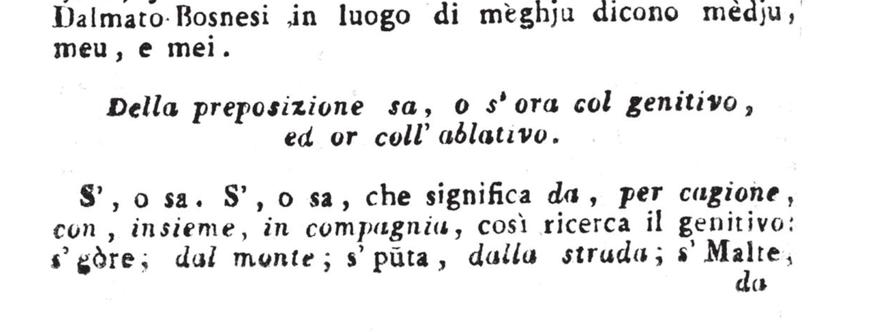 Dalmato-Bosnesi in luogo di mèghju dicono mèdju,
meu, e mei.
Della preposizione sa, o s' ora col genitivo,
ed or coll' ablativo.
S', o sa. S', o sa, che significa da, per cagione,
con, insieme, in compagnia, così ricerca il genitivo:
s' gòre; dal monte; s' pūta, dalla strada; s' Malte,
da